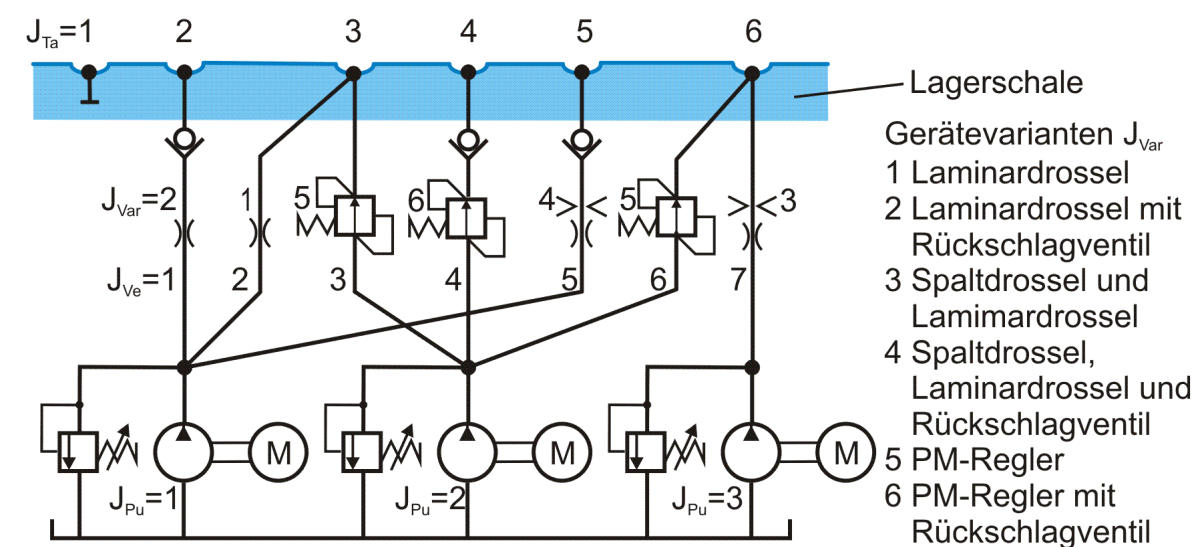 J_Ta=1 2 3 4 5 6
Lagerschale
Gerätevarianten J_Var
1 Laminardrossel
2 Laminardrossel mit
Rückschlagventil
3 Spaltdrossel und
Lamimardrossel
4 Spaltdrossel,
Laminardrossel und
Rückschlagventil
5 PM-Regler
6 PM-Regler mit
Rückschlagventil
J_Var=2 1 5 6 4 5 3
J_Ve=1 2 3 4 5 6 7
M M M
J_Pu=1 J_Pu=2 J_Pu=3